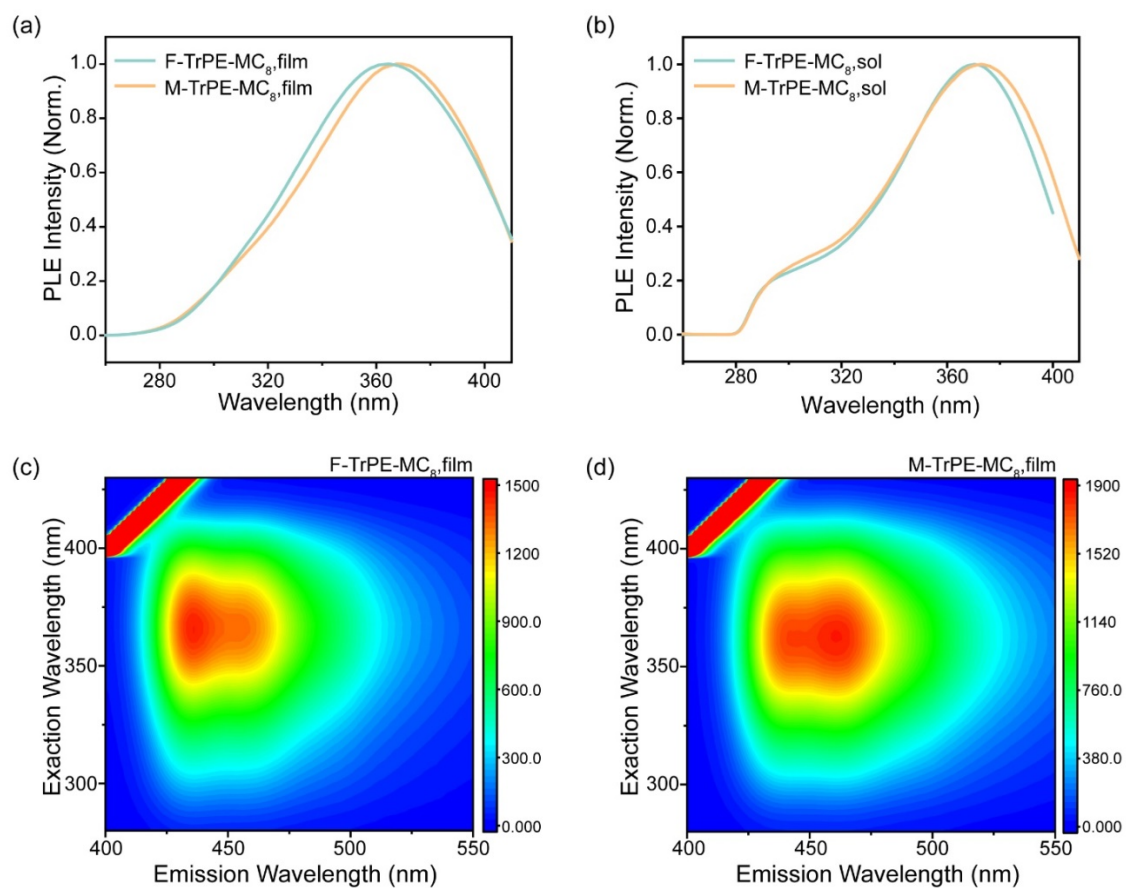 (a)
F-TrPE-MC₈,film
M-TrPE-MC₈,film
PLE Intensity (Norm.)
1.0
0.8
0.6
0.4
0.2
0.0
280
320
360
400
Wavelength (nm)
(b)
F-TrPE-MC₈,sol
M-TrPE-MC₈,sol
PLE Intensity (Norm.)
1.0
0.8
0.6
0.4
0.2
0.0
280
320
360
400
Wavelength (nm)
(c)
F-TrPE-MC₈,film
Exaction Wavelength (nm)
400
350
300
400
450
500
550
Emission Wavelength (nm)
1500
1200
900.0
600.0
300.0
0.000
(d)
M-TrPE-MC₈,film
Exaction Wavelength (nm)
400
350
300
400
450
500
550
Emission Wavelength (nm)
1900
1520
1140
760.0
380.0
0.000